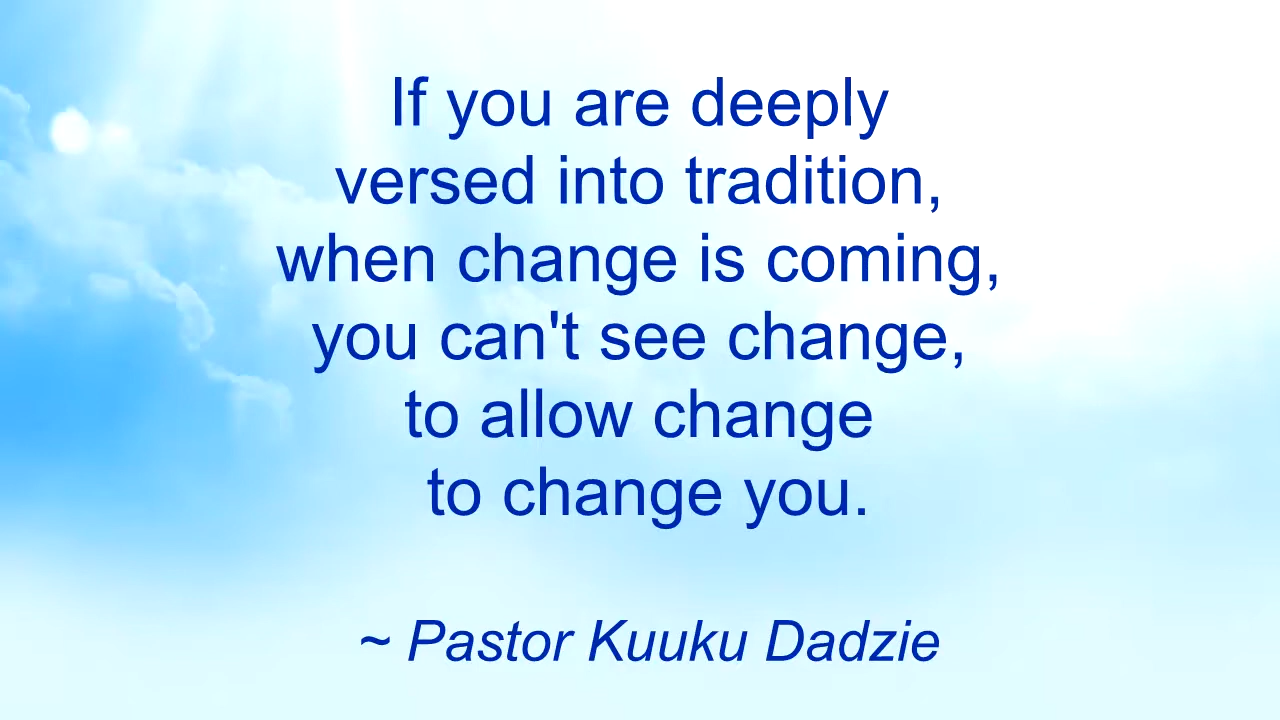 If you are deeply
versed into tradition,
when change is coming,
you can't see change,
to allow change
to change you.
~ Pastor Kuuku Dadzie